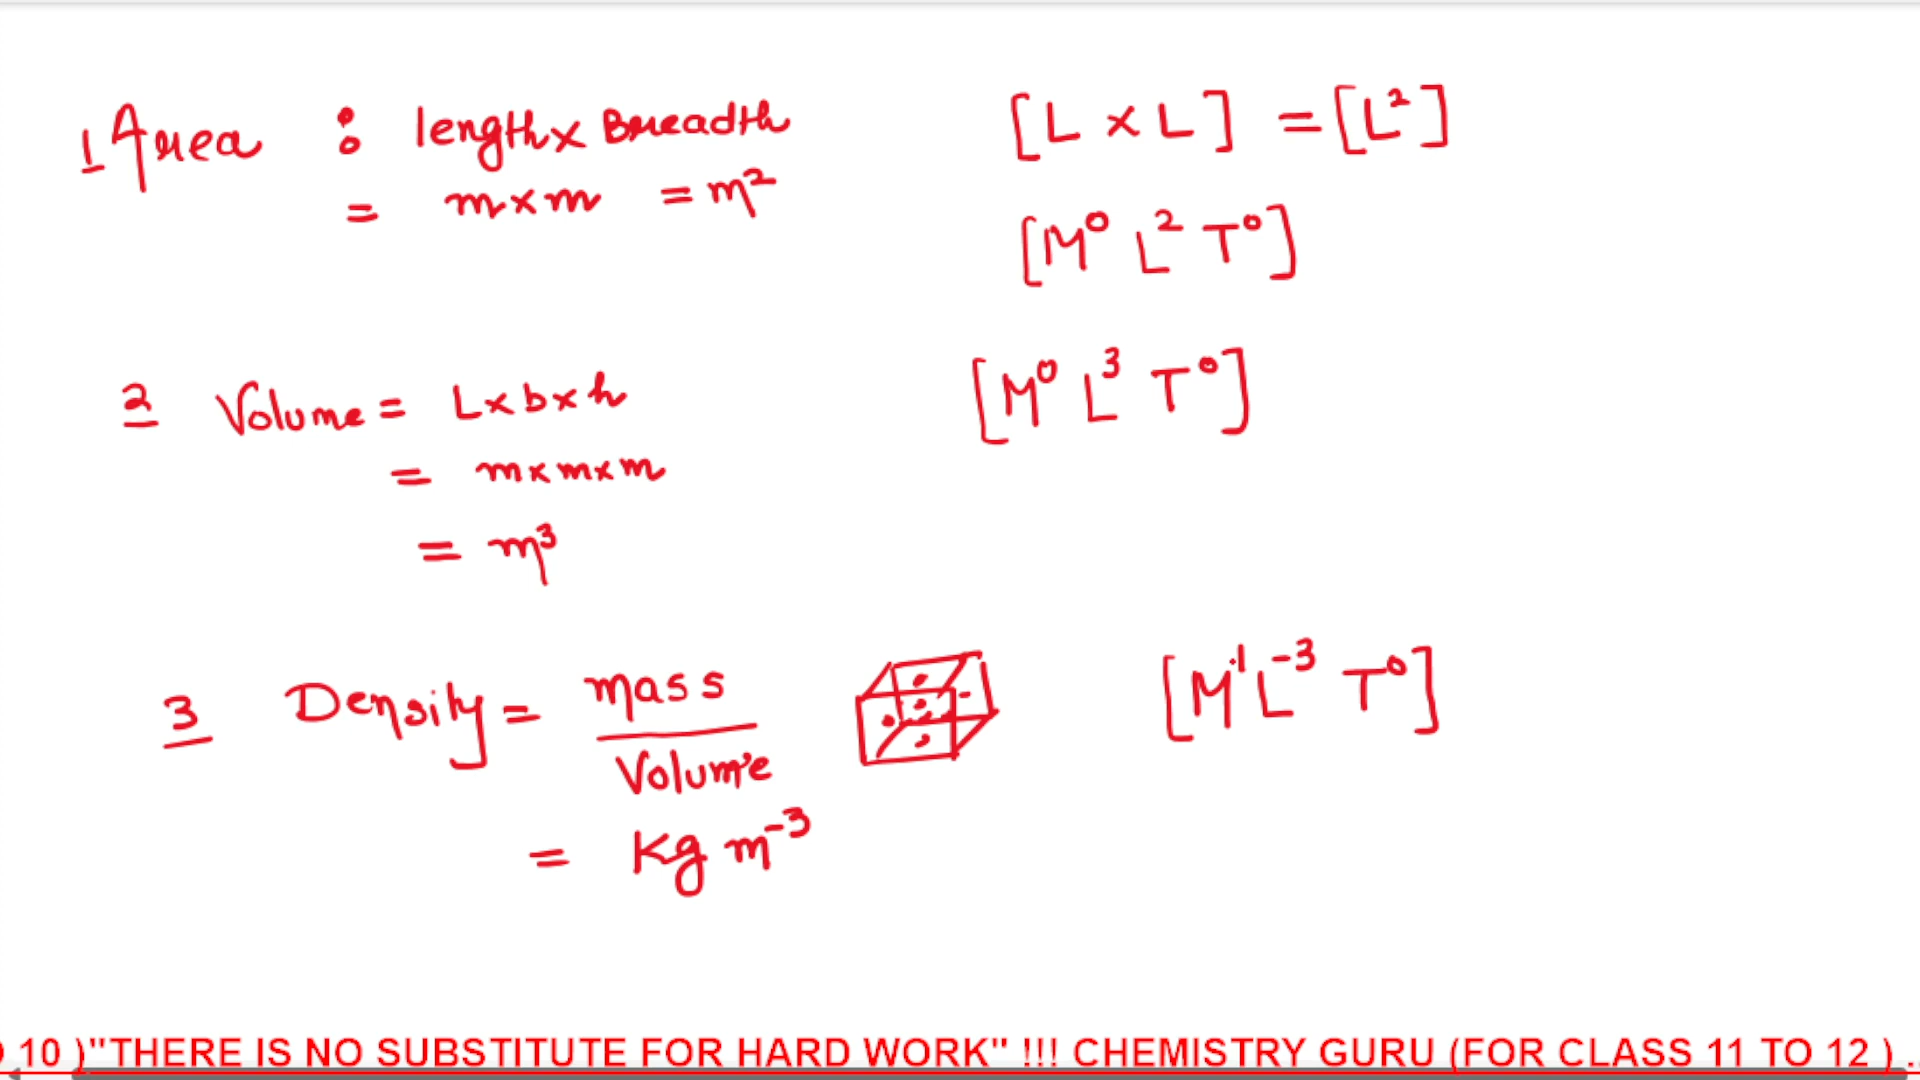 1 Area : length x Breadth [L x L] = [L²]
= m x m = m² [M⁰ L² T⁰]
2 Volume = L x b x h [M⁰ L³ T⁰]
= m x m x m
= m³
3 Density = mass / Volume [M¹ L⁻³ T⁰]
= Kg m⁻³
10 )"THERE IS NO SUBSTITUTE FOR HARD WORK" !!! CHEMISTRY GURU (FOR CLASS 11 TO 12 ) .